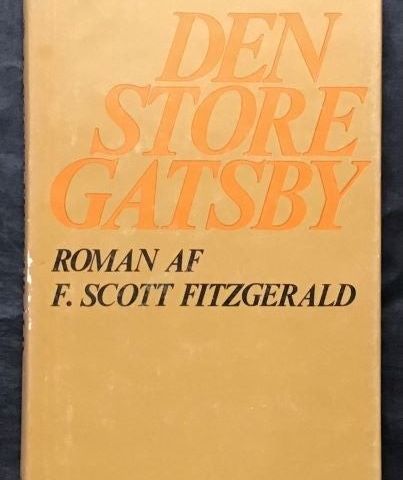 DEN
STORE
GATSBY
ROMAN AF
F. SCOTT FITZGERALD